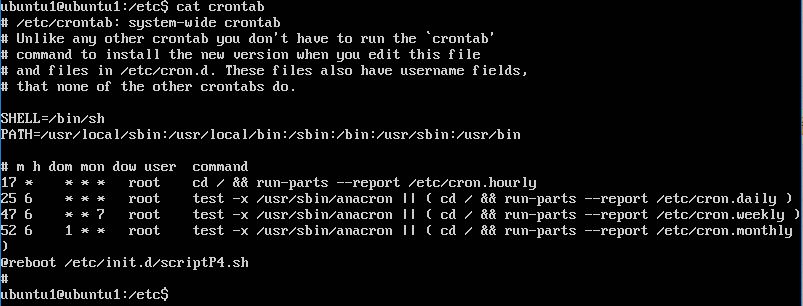 ubuntu1@ubuntu1:/etc$ cat crontab
# /etc/crontab: system-wide crontab
# Unlike any other crontab you don't have to run the `crontab'
# command to install the new version when you edit this file
# and files in /etc/cron.d. These files also have username fields,
# that none of the other crontabs do.

SHELL=/bin/sh
PATH=/usr/local/sbin:/usr/local/bin:/sbin:/bin:/usr/sbin:/usr/bin

# m h dom mon dow user  command
17 *    * * *   root    cd / && run-parts --report /etc/cron.hourly
25 6    * * *   root    test -x /usr/sbin/anacron || ( cd / && run-parts --report /etc/cron.daily )
47 6    * * 7   root    test -x /usr/sbin/anacron || ( cd / && run-parts --report /etc/cron.weekly )
52 6    1 * *   root    test -x /usr/sbin/anacron || ( cd / && run-parts --report /etc/cron.monthly
)
@reboot /etc/init.d/scriptP4.sh
#
ubuntu1@ubuntu1:/etc$